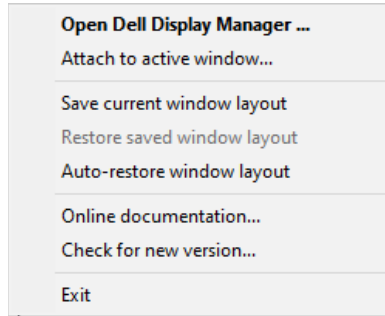 Open Dell Display Manager ...
Attach to active window...
Save current window layout
Restore saved window layout
Auto-restore window layout
Online documentation...
Check for new version...
Exit